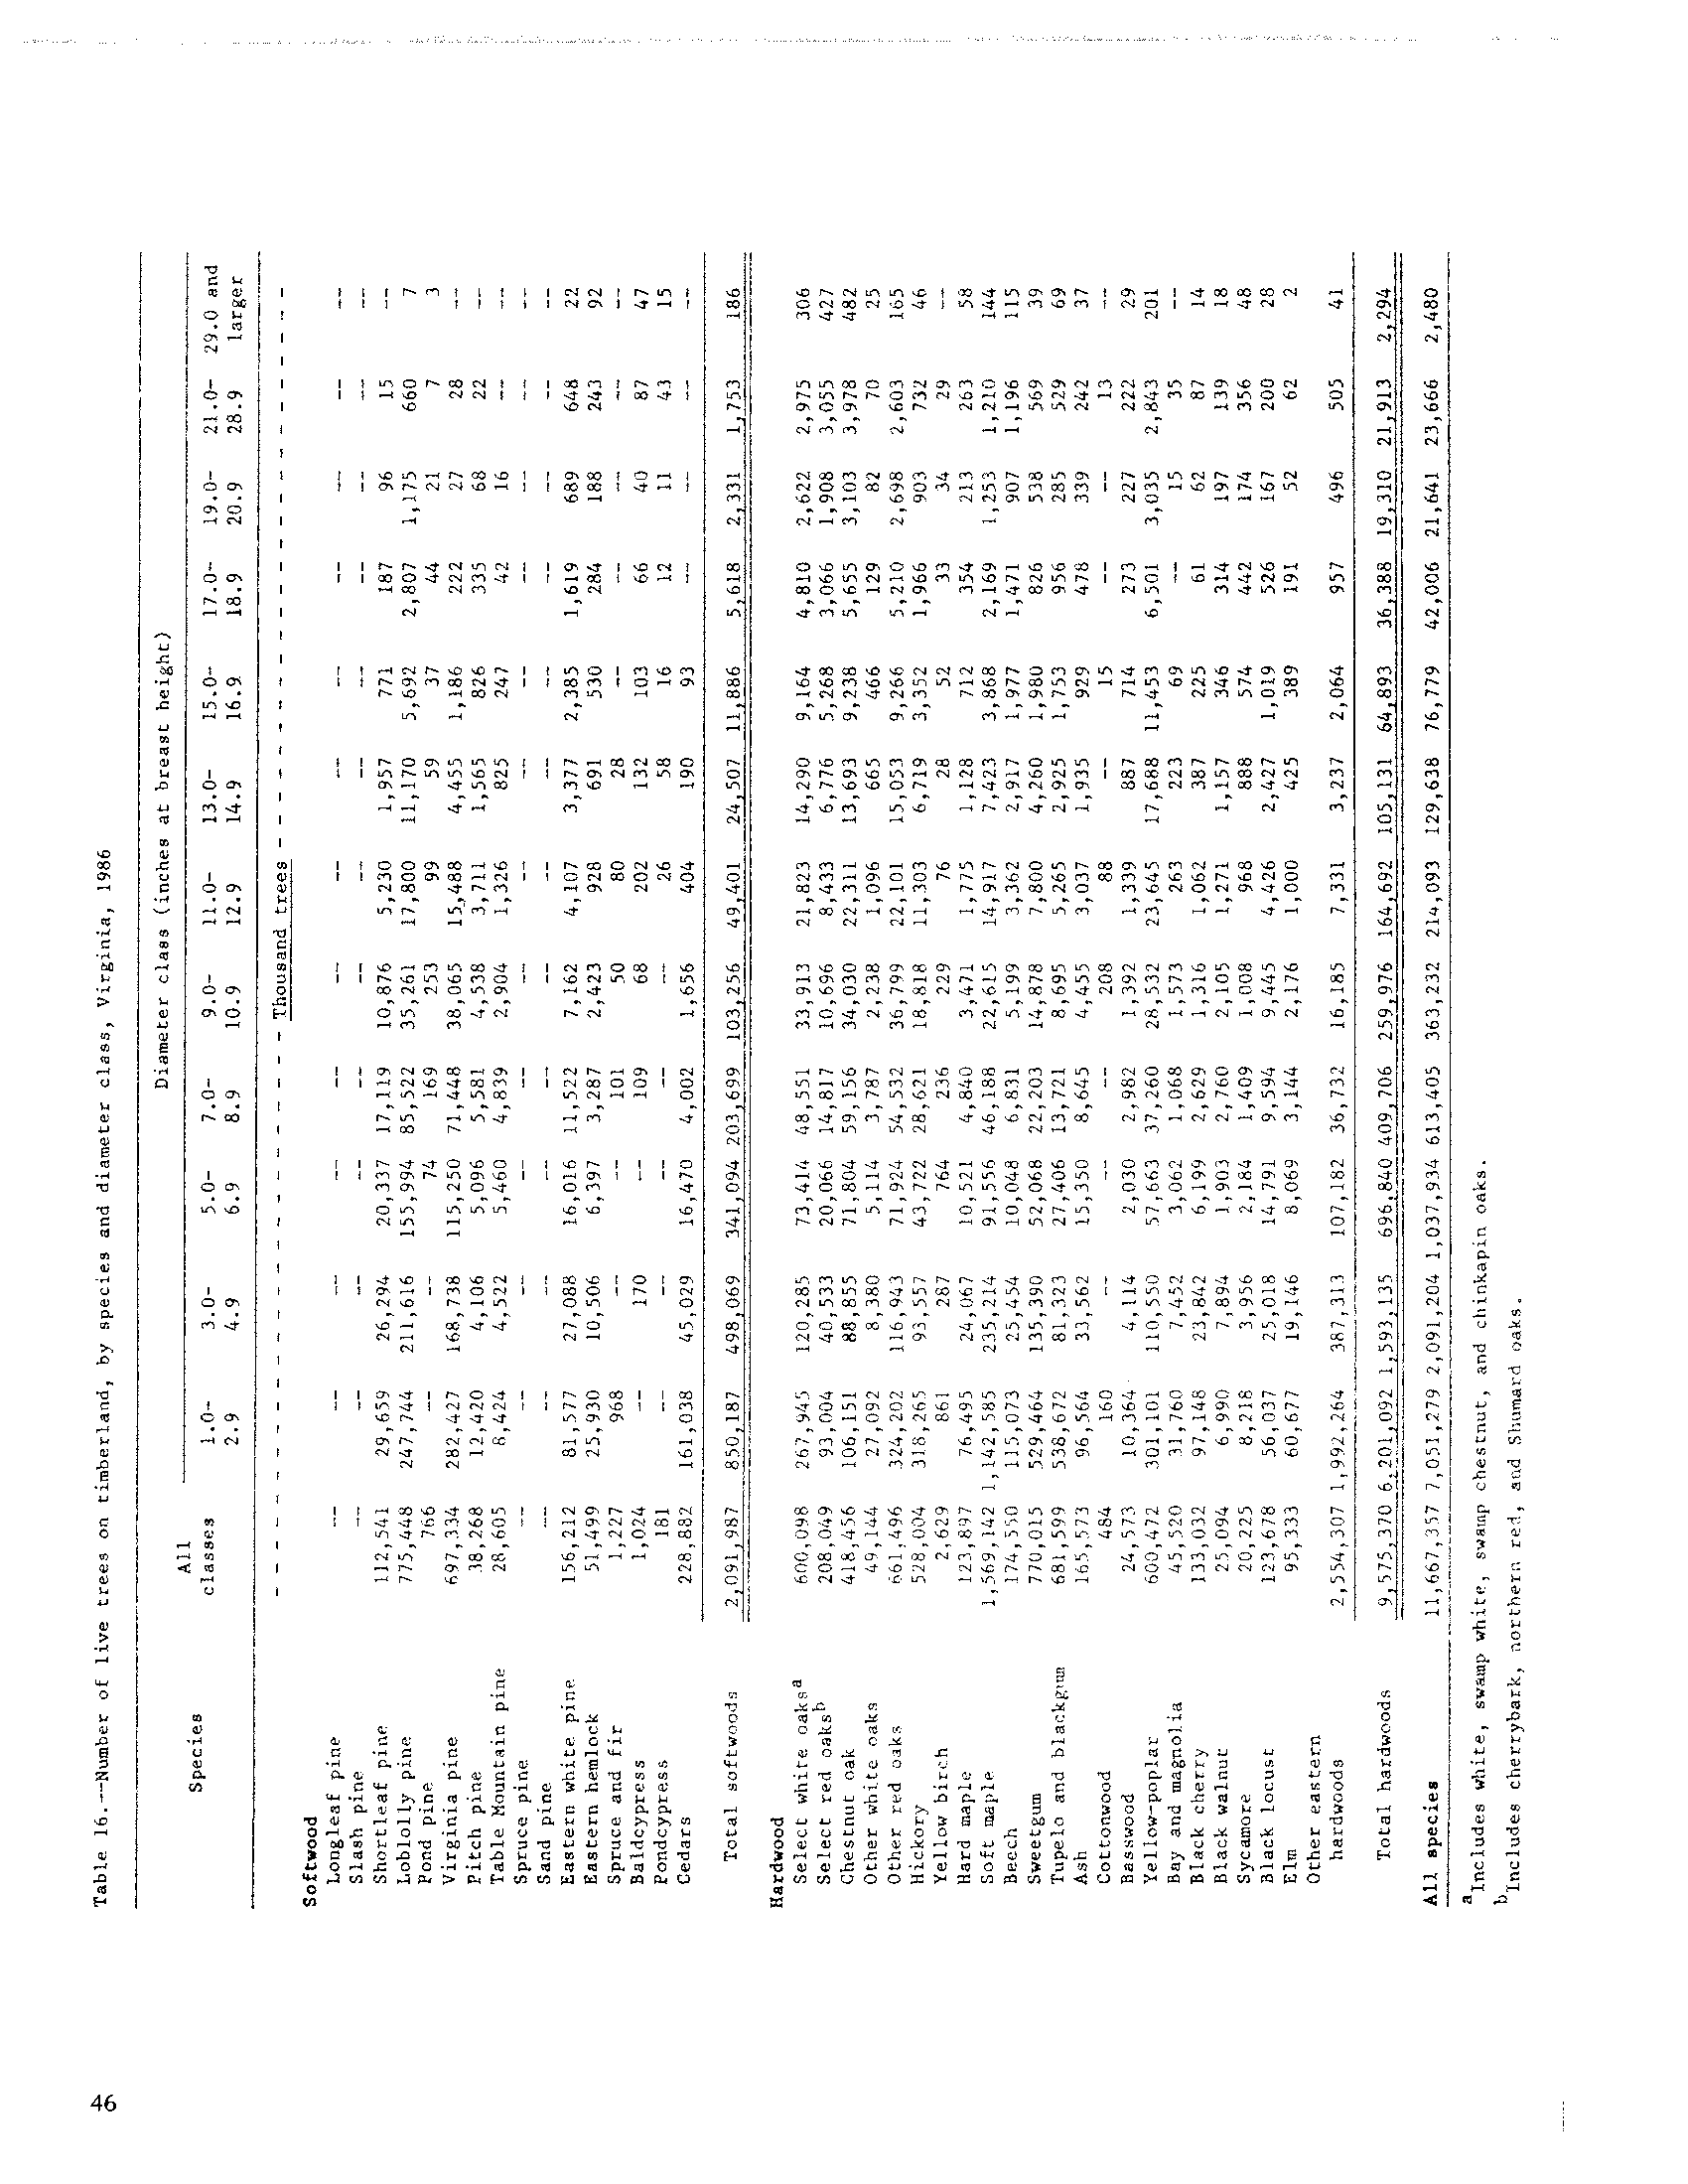 Table 16.--Number of live trees on timberland, by species and diameter class, Virginia, 1986
Diameter class (inches at breast height)
Species All classes 1.0-2.9 3.0-4.9 5.0-6.9 7.0-8.9 9.0-10.9 11.0-12.9 13.0-14.9 15.0-16.9 17.0-18.9 19.0-20.9 21.0-28.9 29.0 and larger
- - - - - - - - - - - - - - - - - Thousand trees - - - - - - - - - - - - - - - - -
Softwood
Longleaf pine -- -- -- -- -- -- -- -- -- -- -- -- --
Slash pine -- -- -- -- -- -- -- -- -- -- -- -- --
Shortleaf pine 112,541 29,659 26,294 20,337 17,119 10,876 5,230 1,957 771 187 96 15 --
Loblolly pine 775,448 247,744 211,616 155,994 85,522 35,261 17,800 11,170 5,692 2,807 1,175 660 7
Pond pine 766 -- -- 74 169 253 99 59 37 44 21 7 3
Virginia pine 697,334 282,427 168,738 115,250 71,448 38,065 15,488 4,455 1,186 222 27 28 --
Pitch pine 38,268 12,420 4,106 5,096 5,581 4,538 3,711 1,565 826 335 68 22 --
Table Mountain pine 28,605 8,424 4,522 5,460 4,839 2,904 1,326 825 247 42 16 -- --
Spruce pine -- -- -- -- -- -- -- -- -- -- -- -- --
Sand pine -- -- -- -- -- -- -- -- -- -- -- -- --
Eastern white pine 156,212 81,577 27,088 16,016 11,522 7,162 4,107 3,377 2,385 1,619 689 648 22
Eastern hemlock 51,499 25,930 10,506 6,397 3,287 2,423 928 691 530 284 188 243 92
Spruce and fir 1,227 968 -- -- 101 50 80 28 -- -- -- -- --
Baldcypress 1,024 -- 170 -- 109 68 202 132 103 66 40 87 47
Pondcypress 181 -- -- -- -- -- 26 58 16 12 11 43 15
Cedars 228,882 161,038 45,029 16,470 4,002 1,656 404 190 93 -- -- -- --
Total softwoods 2,091,987 850,187 498,069 341,094 203,699 103,256 49,401 24,507 11,886 5,618 2,331 1,753 186
Hardwood
Select white oaksa 600,098 267,945 120,285 73,414 48,551 33,913 21,823 14,290 9,164 4,810 2,622 2,975 306
Select red oaksb 208,049 93,004 40,533 20,066 14,817 10,696 8,433 6,776 5,268 3,066 1,908 3,055 427
Chestnut oak 418,456 106,151 88,855 71,804 59,156 34,030 22,311 13,693 9,238 5,655 3,103 3,978 482
Other white oaks 49,144 27,092 8,380 5,114 3,787 2,238 1,096 665 466 129 82 70 25
Other red oaks 661,496 324,202 116,943 71,924 54,532 36,799 22,101 15,053 9,266 5,210 2,698 2,603 165
Hickory 528,004 318,265 93,557 43,722 28,621 18,818 11,303 6,719 3,352 1,966 903 732 46
Yellow birch 2,629 861 287 764 236 229 76 28 52 33 34 29 --
Hard maple 123,897 76,495 24,067 10,521 4,840 3,471 1,775 1,128 712 354 213 263 58
Soft maple 1,569,142 1,142,585 235,214 91,556 46,188 22,615 14,917 7,423 3,868 2,169 1,253 1,210 144
Beech 174,550 115,073 25,454 10,048 6,831 5,199 3,362 2,917 1,977 1,471 907 1,196 115
Sweetgum 770,015 529,464 135,390 52,068 22,203 14,878 7,800 4,260 1,980 826 538 569 39
Tupelo and blackgum 681,599 538,672 81,323 27,406 13,721 8,695 5,265 2,925 1,753 956 285 529 69
Ash 165,573 96,564 33,562 15,350 8,645 4,455 3,037 1,935 929 478 339 242 37
Cottonwood 484 160 -- -- -- 208 88 -- 15 -- -- 13 --
Basswood 24,573 10,364 4,114 2,030 2,982 1,392 1,339 887 714 273 227 222 29
Yellow-poplar 600,472 301,101 110,550 57,663 37,260 28,532 23,645 17,688 11,453 6,501 3,035 2,843 201
Bay and magnolia 45,520 31,760 7,452 3,062 1,068 1,573 263 223 69 -- 15 35 --
Black cherry 133,032 97,148 23,842 6,199 2,629 1,316 1,062 387 225 61 62 87 14
Black walnut 25,094 6,990 7,894 1,903 2,760 2,105 1,271 1,157 346 314 197 139 18
Sycamore 20,225 8,218 3,956 2,184 1,409 1,008 968 888 574 442 174 356 48
Black locust 123,678 56,037 25,018 14,791 9,594 9,445 4,426 2,427 1,019 526 167 200 28
Elm 95,333 60,677 19,146 8,069 3,144 2,176 1,000 425 389 191 52 62 2
Other eastern
hardwoods 2,554,307 1,992,264 387,313 107,182 36,732 16,185 7,331 3,237 2,064 957 496 505 41
Total hardwoods 9,575,370 6,201,092 1,593,135 696,840 409,706 259,976 164,692 105,131 64,893 36,388 19,310 21,913 2,294
All species 11,667,357 7,051,279 2,091,204 1,037,934 613,405 363,232 214,093 129,638 76,779 42,006 21,641 23,666 2,480
aIncludes white, swamp white, swamp chestnut, and chinkapin oaks.
bIncludes cherrybark, northern red, and Shumard oaks.
46